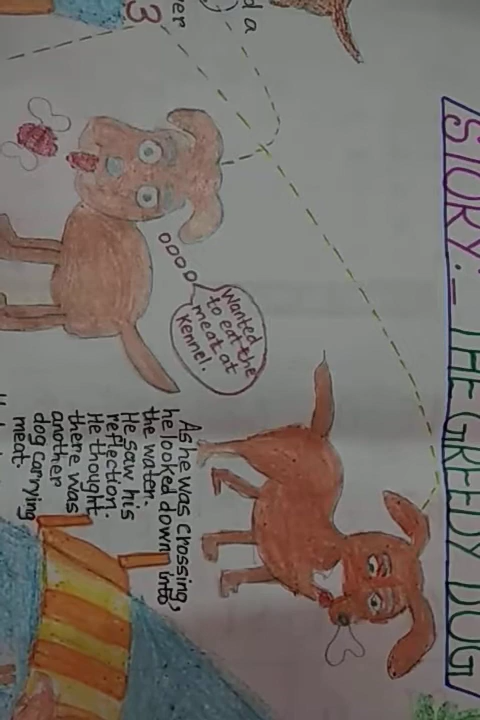 STORY:- THE GREEDY DOG
d a
er
3
Wanted
to eat the
meat at
kennel.
As he was crossing,
he looked down into
the water.
He saw his
reflection.
He thought
there was
another
dog carrying
meat.